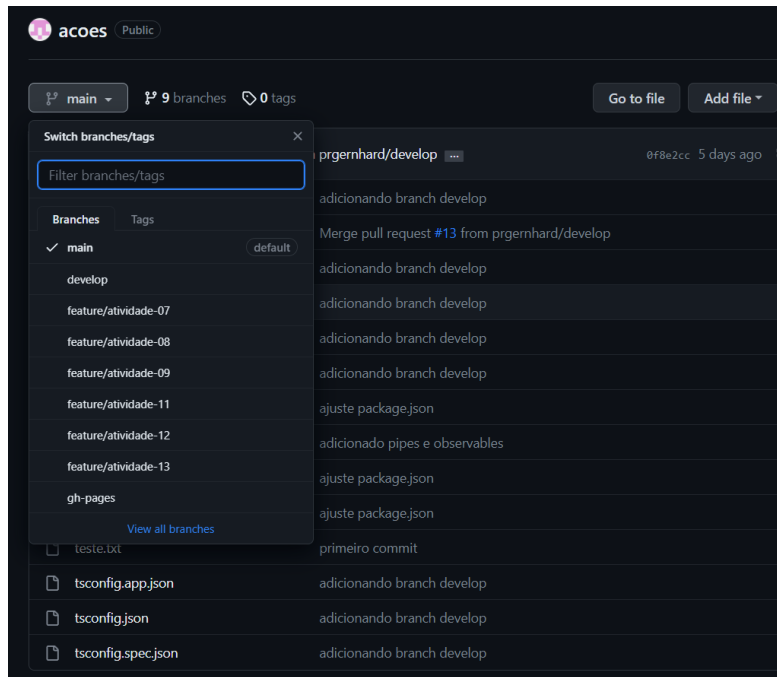 acoes Public
main 9 branches 0 tags Go to file Add file
Switch branches/tags
prgernhard/develop ... 0f8e2cc 5 days ago
Filter branches/tags
adicionando branch develop
Branches Tags
Merge pull request #13 from prgernhard/develop
main default
adicionando branch develop
develop
adicionando branch develop
feature/atividade-07
feature/atividade-08
adicionando branch develop
feature/atividade-09
adicionando branch develop
feature/atividade-11
ajuste package.json
feature/atividade-12
adicionado pipes e observables
feature/atividade-13
ajuste package.json
gh-pages
ajuste package.json
View all branches
teste.txt primeiro commit
tsconfig.app.json adicionando branch develop
tsconfig.json adicionando branch develop
tsconfig.spec.json adicionando branch develop